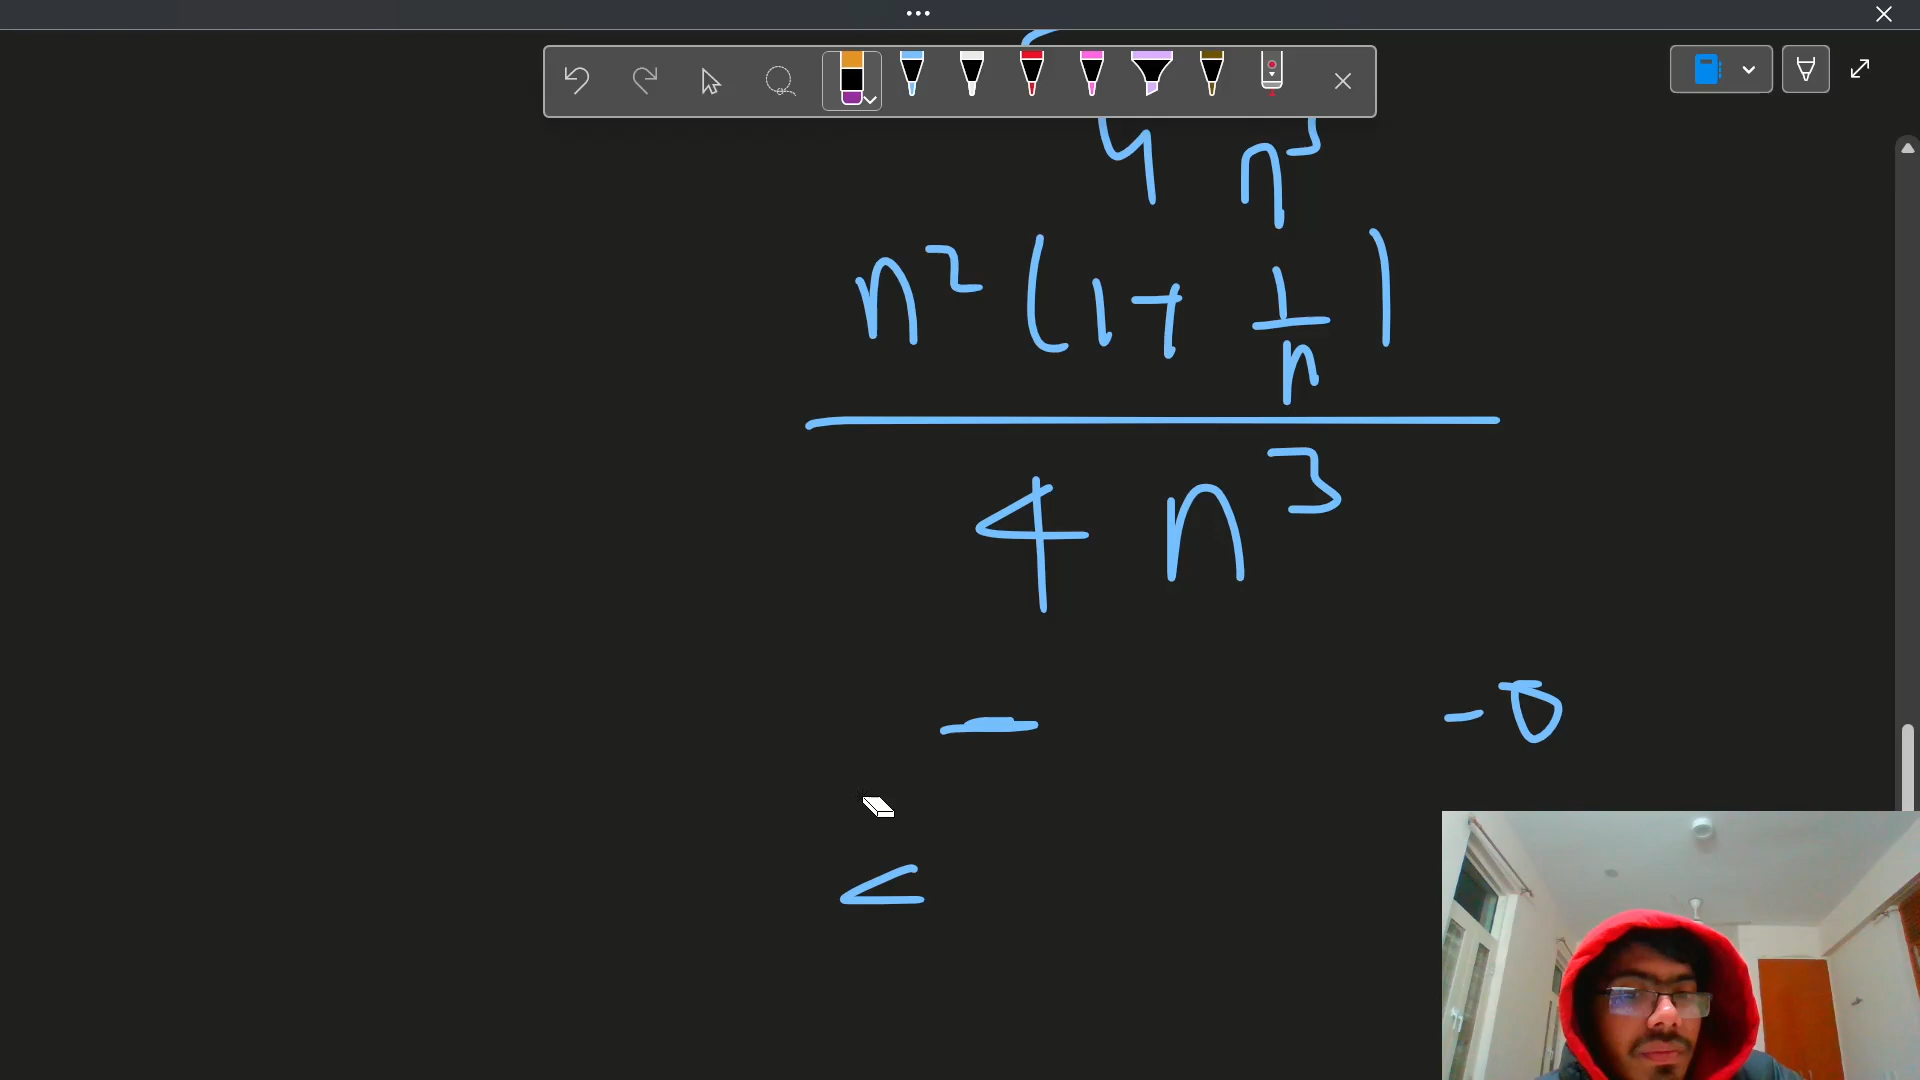 4 n³
n² (1+ 1/n)
4 n³
- -0
<